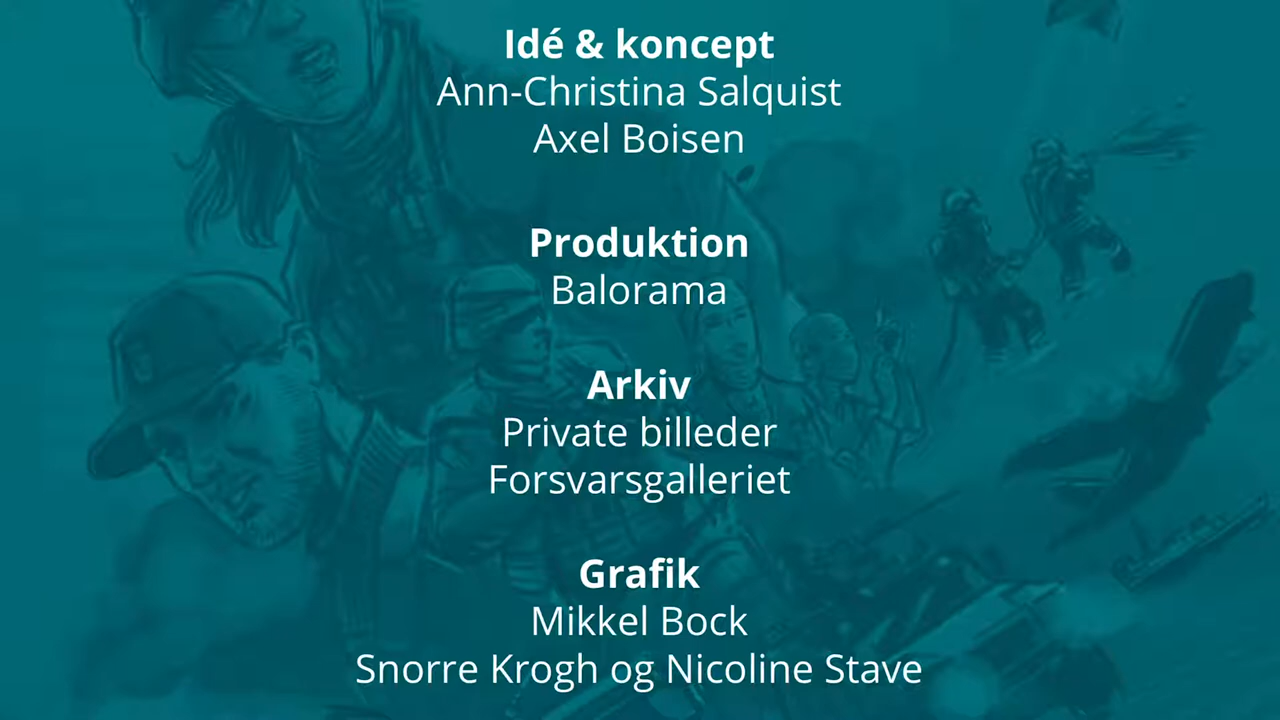 Idé & koncept
Ann-Christina Salquist
Axel Boisen
Produktion
Balorama
Arkiv
Private billeder
Forsvarsgalleriet
Grafik
Mikkel Bock
Snorre Krogh og Nicoline Stave